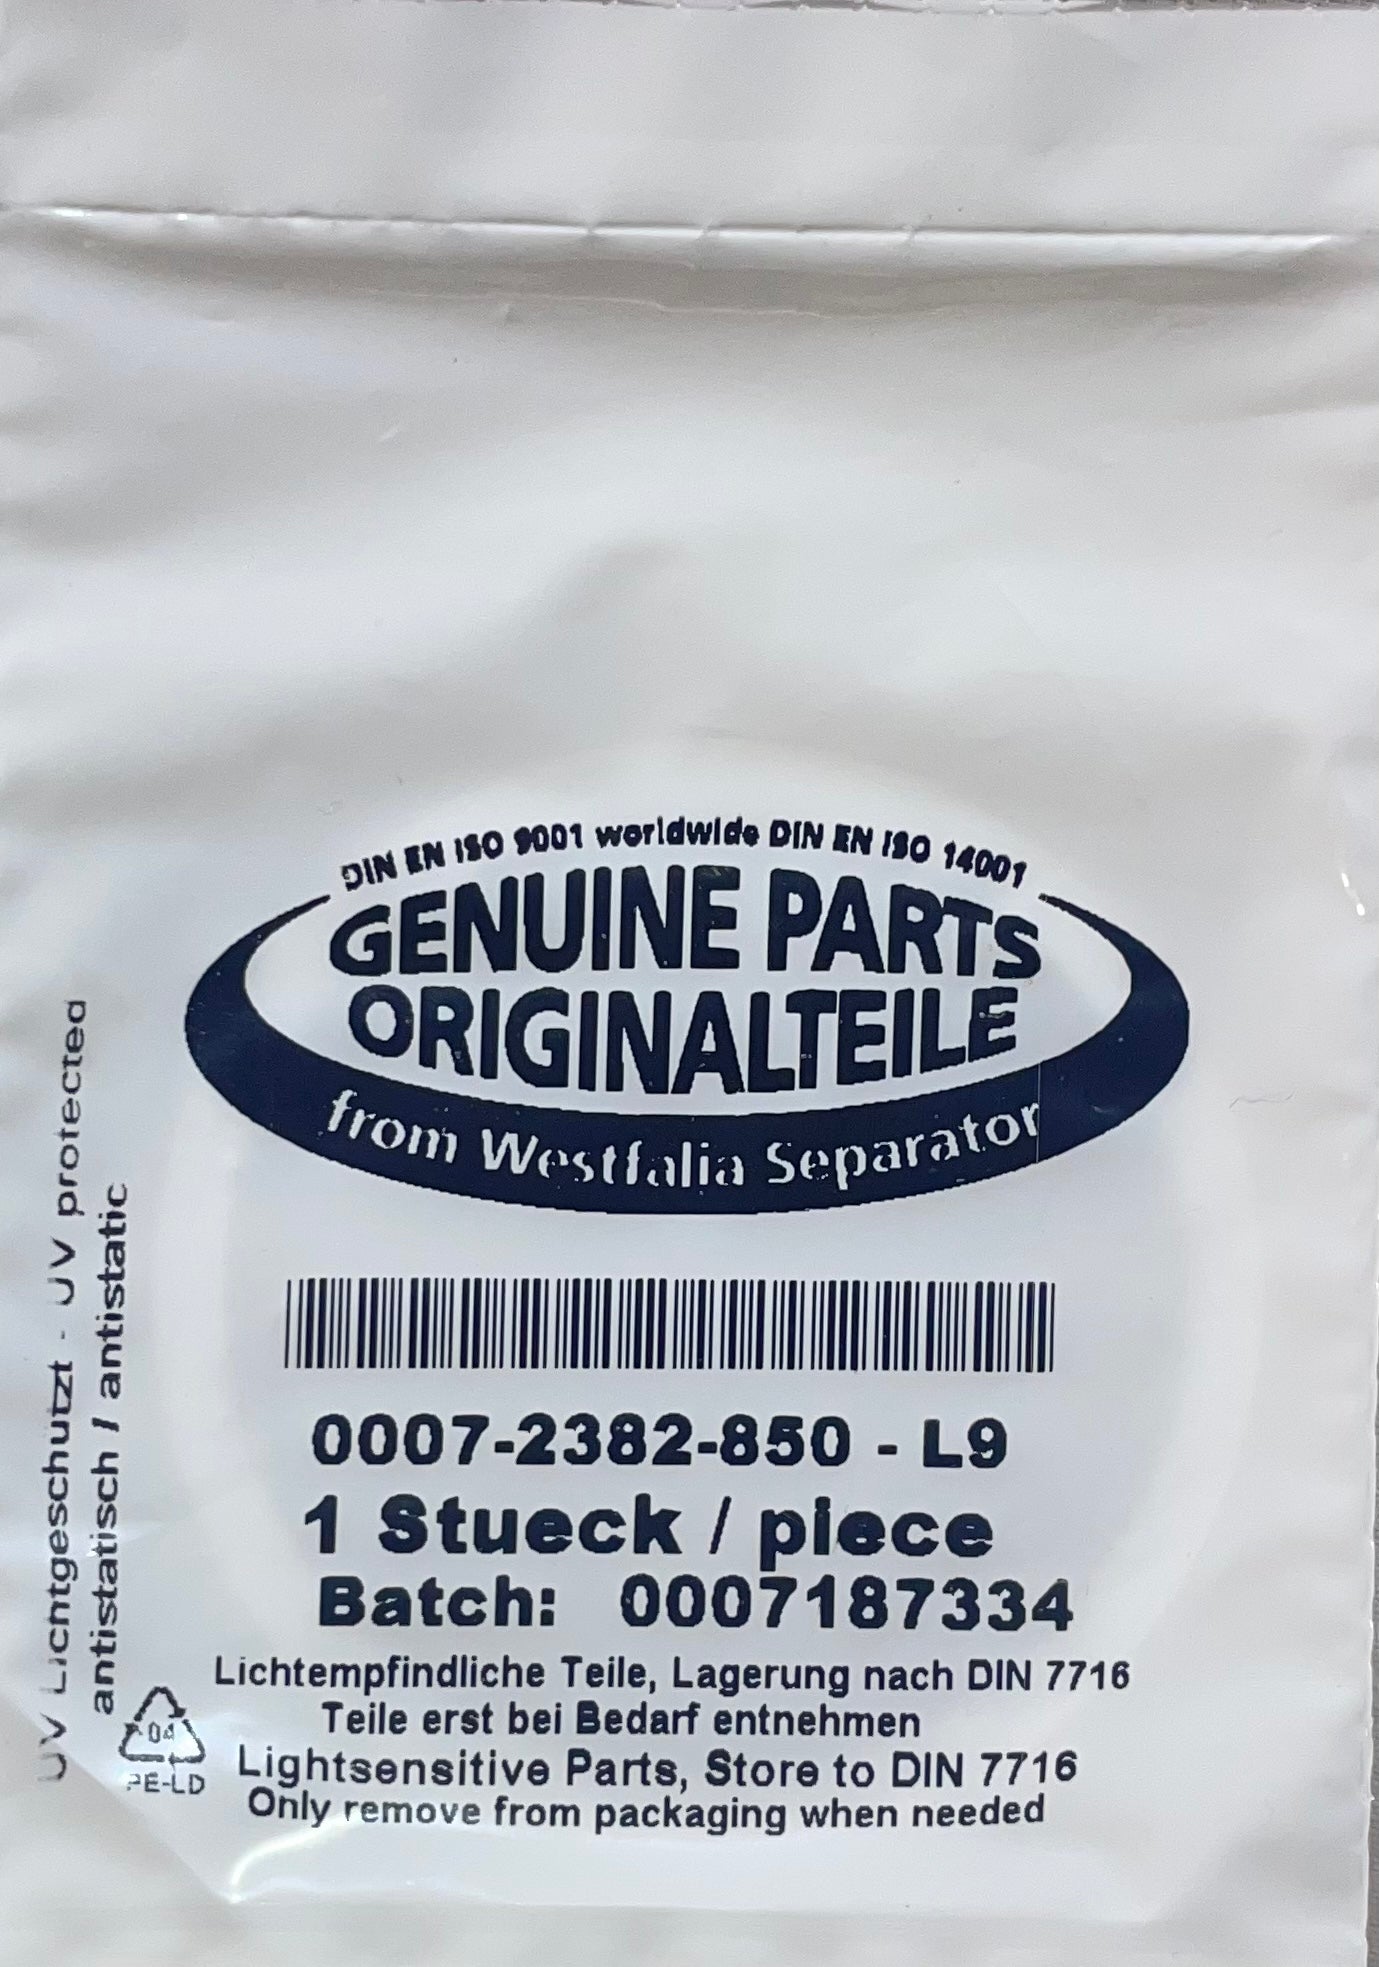 DIN EN ISO 9001 worldwide DIN EN ISO 14001
GENUINE PARTS
ORIGINALTEILE
from Westfalia Separator
0007-2382-850 - L9
1 Stueck / piece
Batch: 0007187334
Lichtempfindliche Teile, Lagerung nach DIN 7716
Teile erst bei Bedarf entnehmen
Lightsensitive Parts, Store to DIN 7716
Only remove from packaging when needed
UV Lichtgeschützt - UV protected
antistatisch / antistatic
04
PE-LD